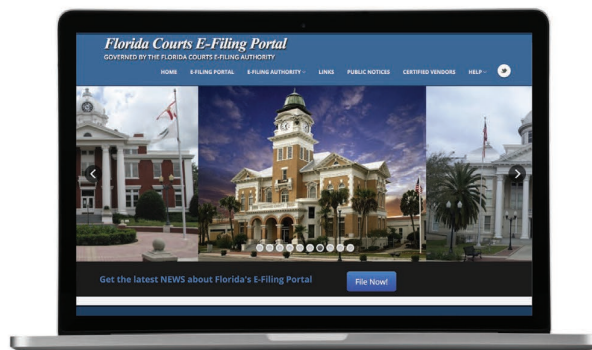 Florida Courts E-Filing Portal
GOVERNED BY THE FLORIDA COURTS E-FILING AUTHORITY
HOME E-FILING PORTAL E-FILING AUTHORITY LINKS PUBLIC NOTICES CERTIFIED VENDORS HELP
Get the latest NEWS about Florida's E-Filing Portal
File Now!